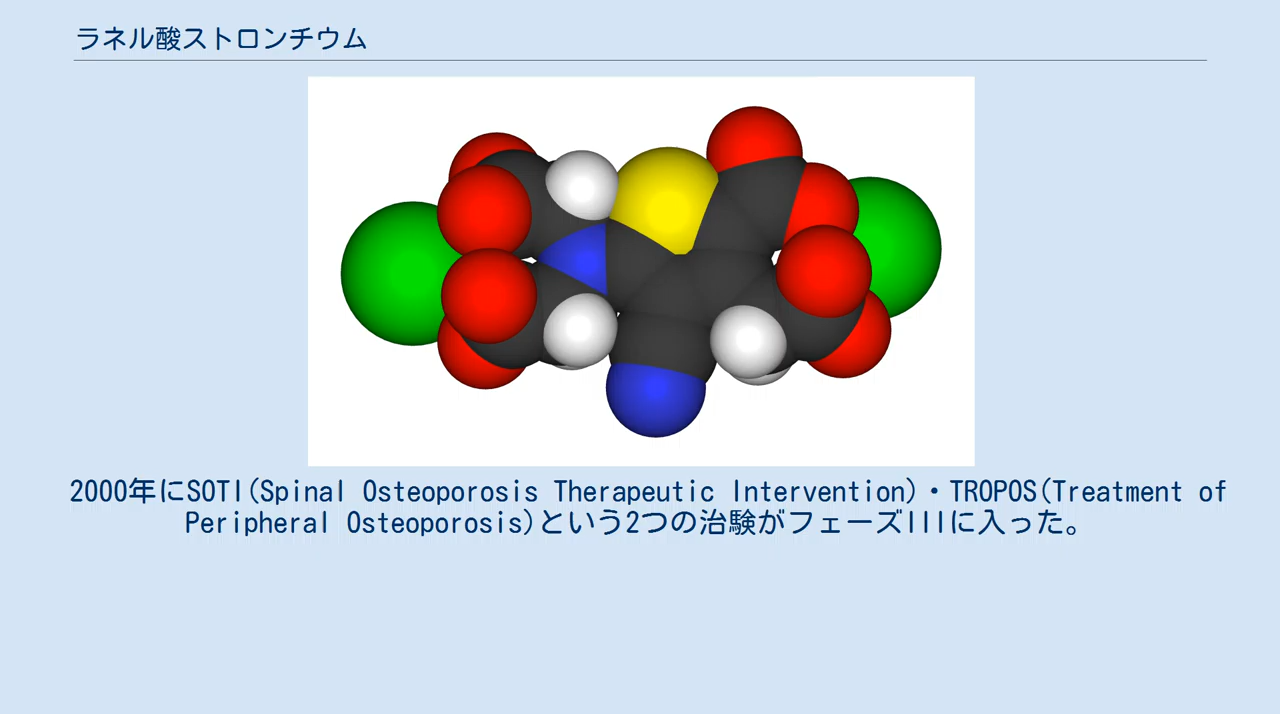 ラネル酸ストロンチウム
2000年にSOTI(Spinal Osteoporosis Therapeutic Intervention)・TROPOS(Treatment of
Peripheral Osteoporosis)という2つの治験がフェーズIIIに入った。